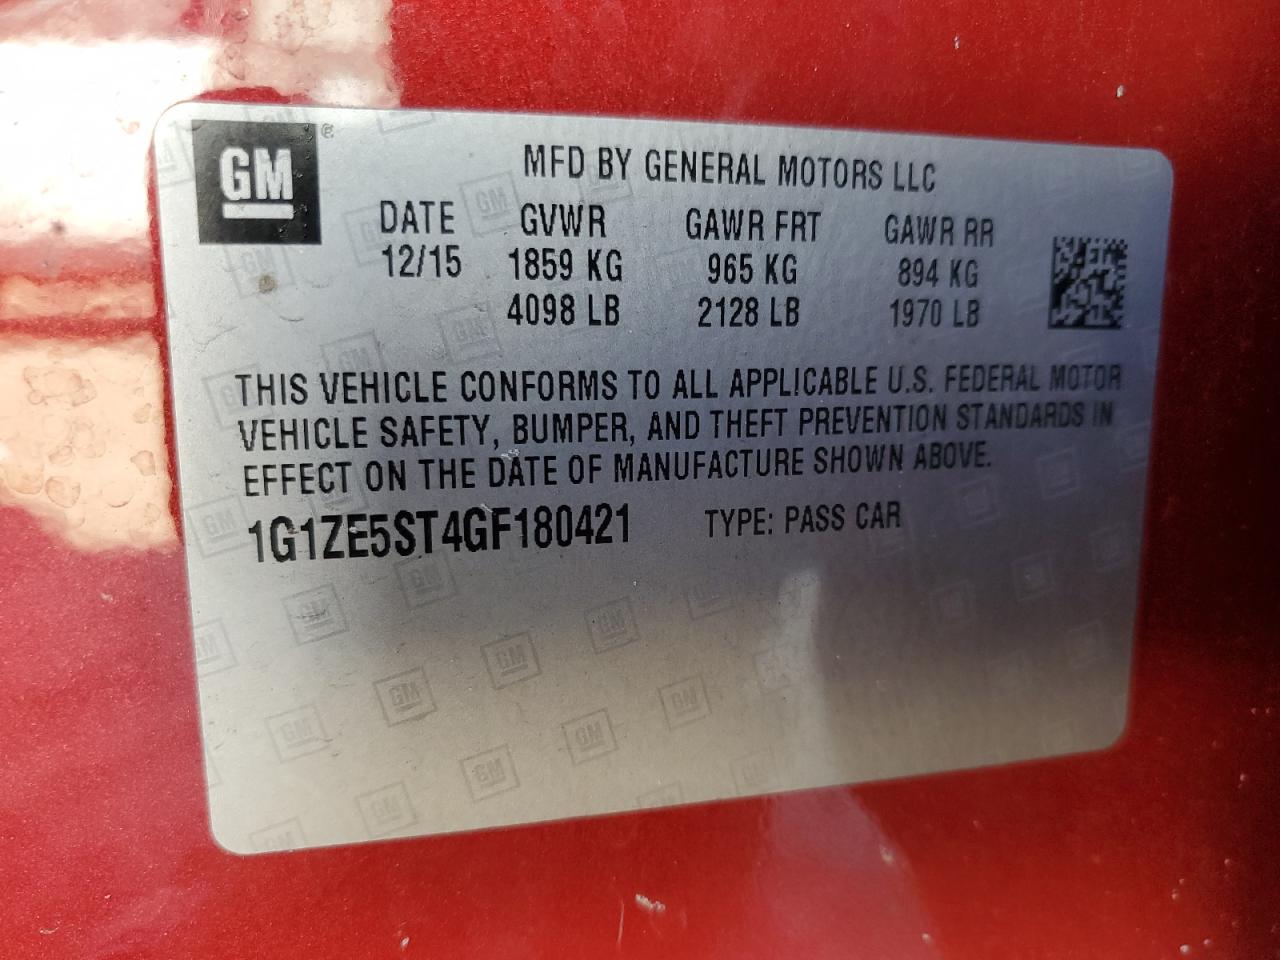 GM®
MFD BY GENERAL MOTORS LLC
DATE GVWR GAWR FRT GAWR RR
12/15 1859 KG 965 KG 894 KG
4098 LB 2128 LB 1970 LB
THIS VEHICLE CONFORMS TO ALL APPLICABLE U.S. FEDERAL MOTOR
VEHICLE SAFETY, BUMPER, AND THEFT PREVENTION STANDARDS IN
EFFECT ON THE DATE OF MANUFACTURE SHOWN ABOVE.
1G1ZE5ST4GF180421 TYPE: PASS CAR